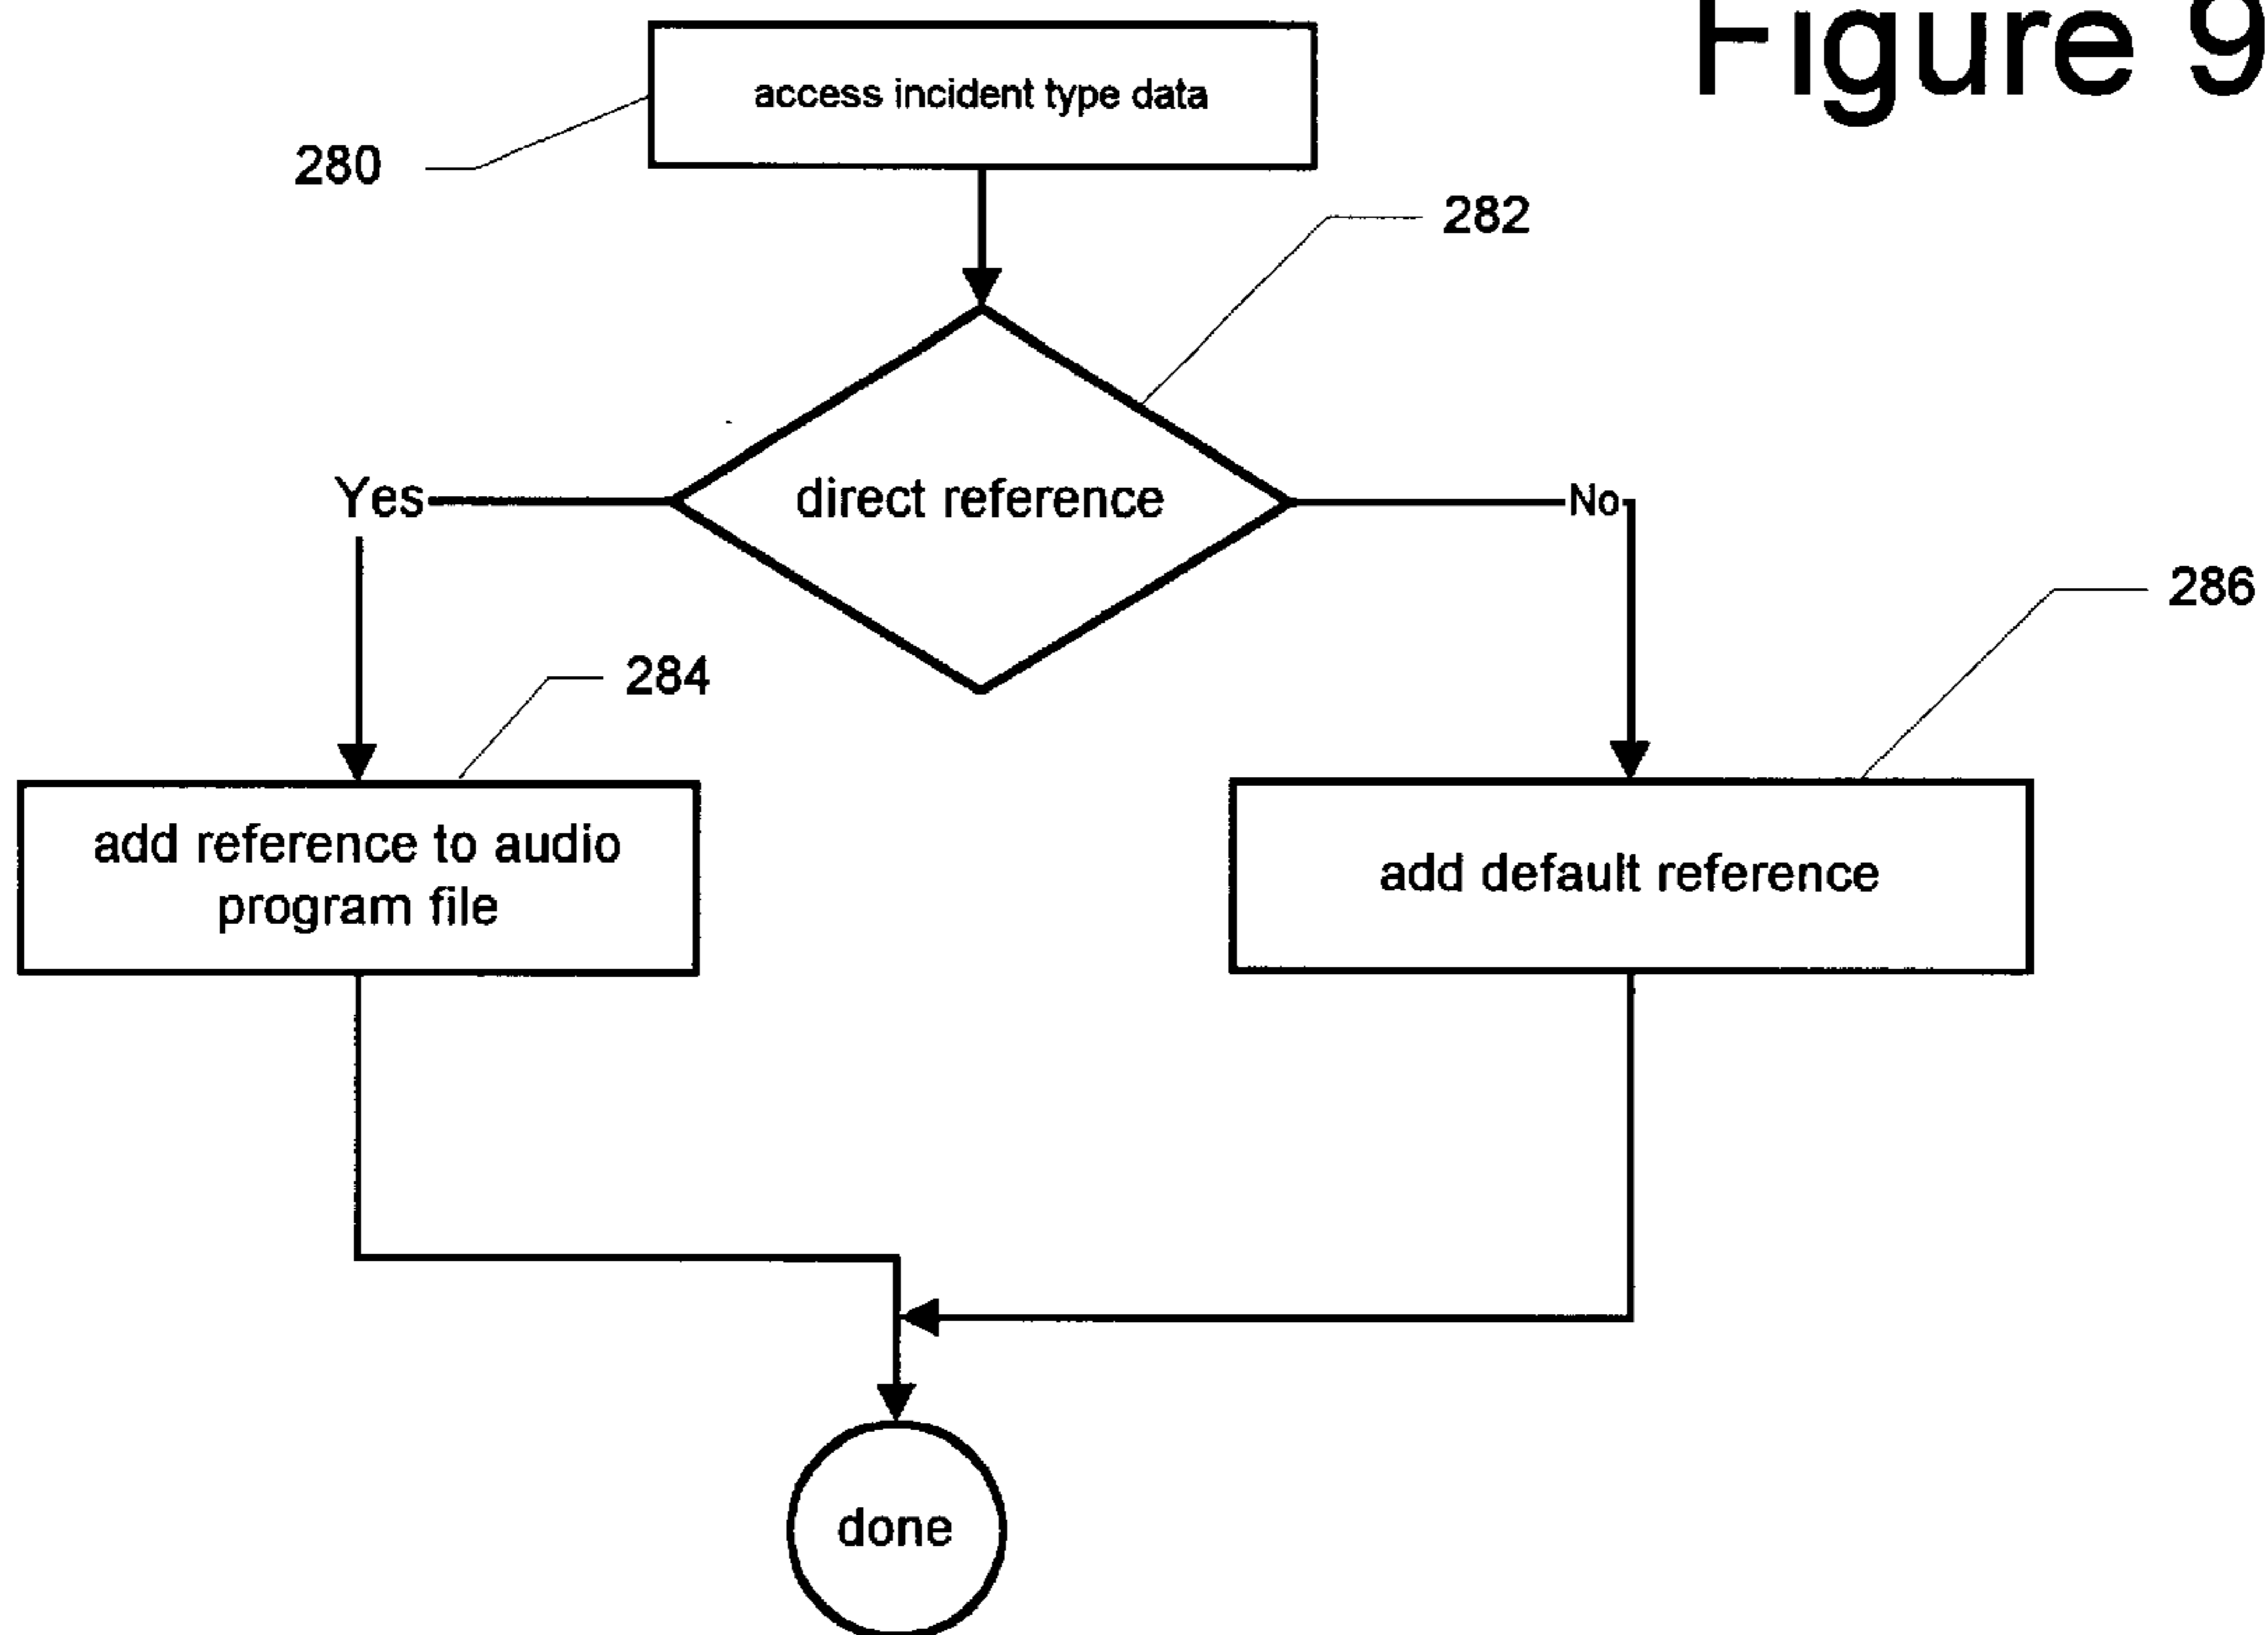 Figure 9
access incident type data
280
282
direct reference
Yes
No
286
284
add reference to audio
program file
add default reference
done